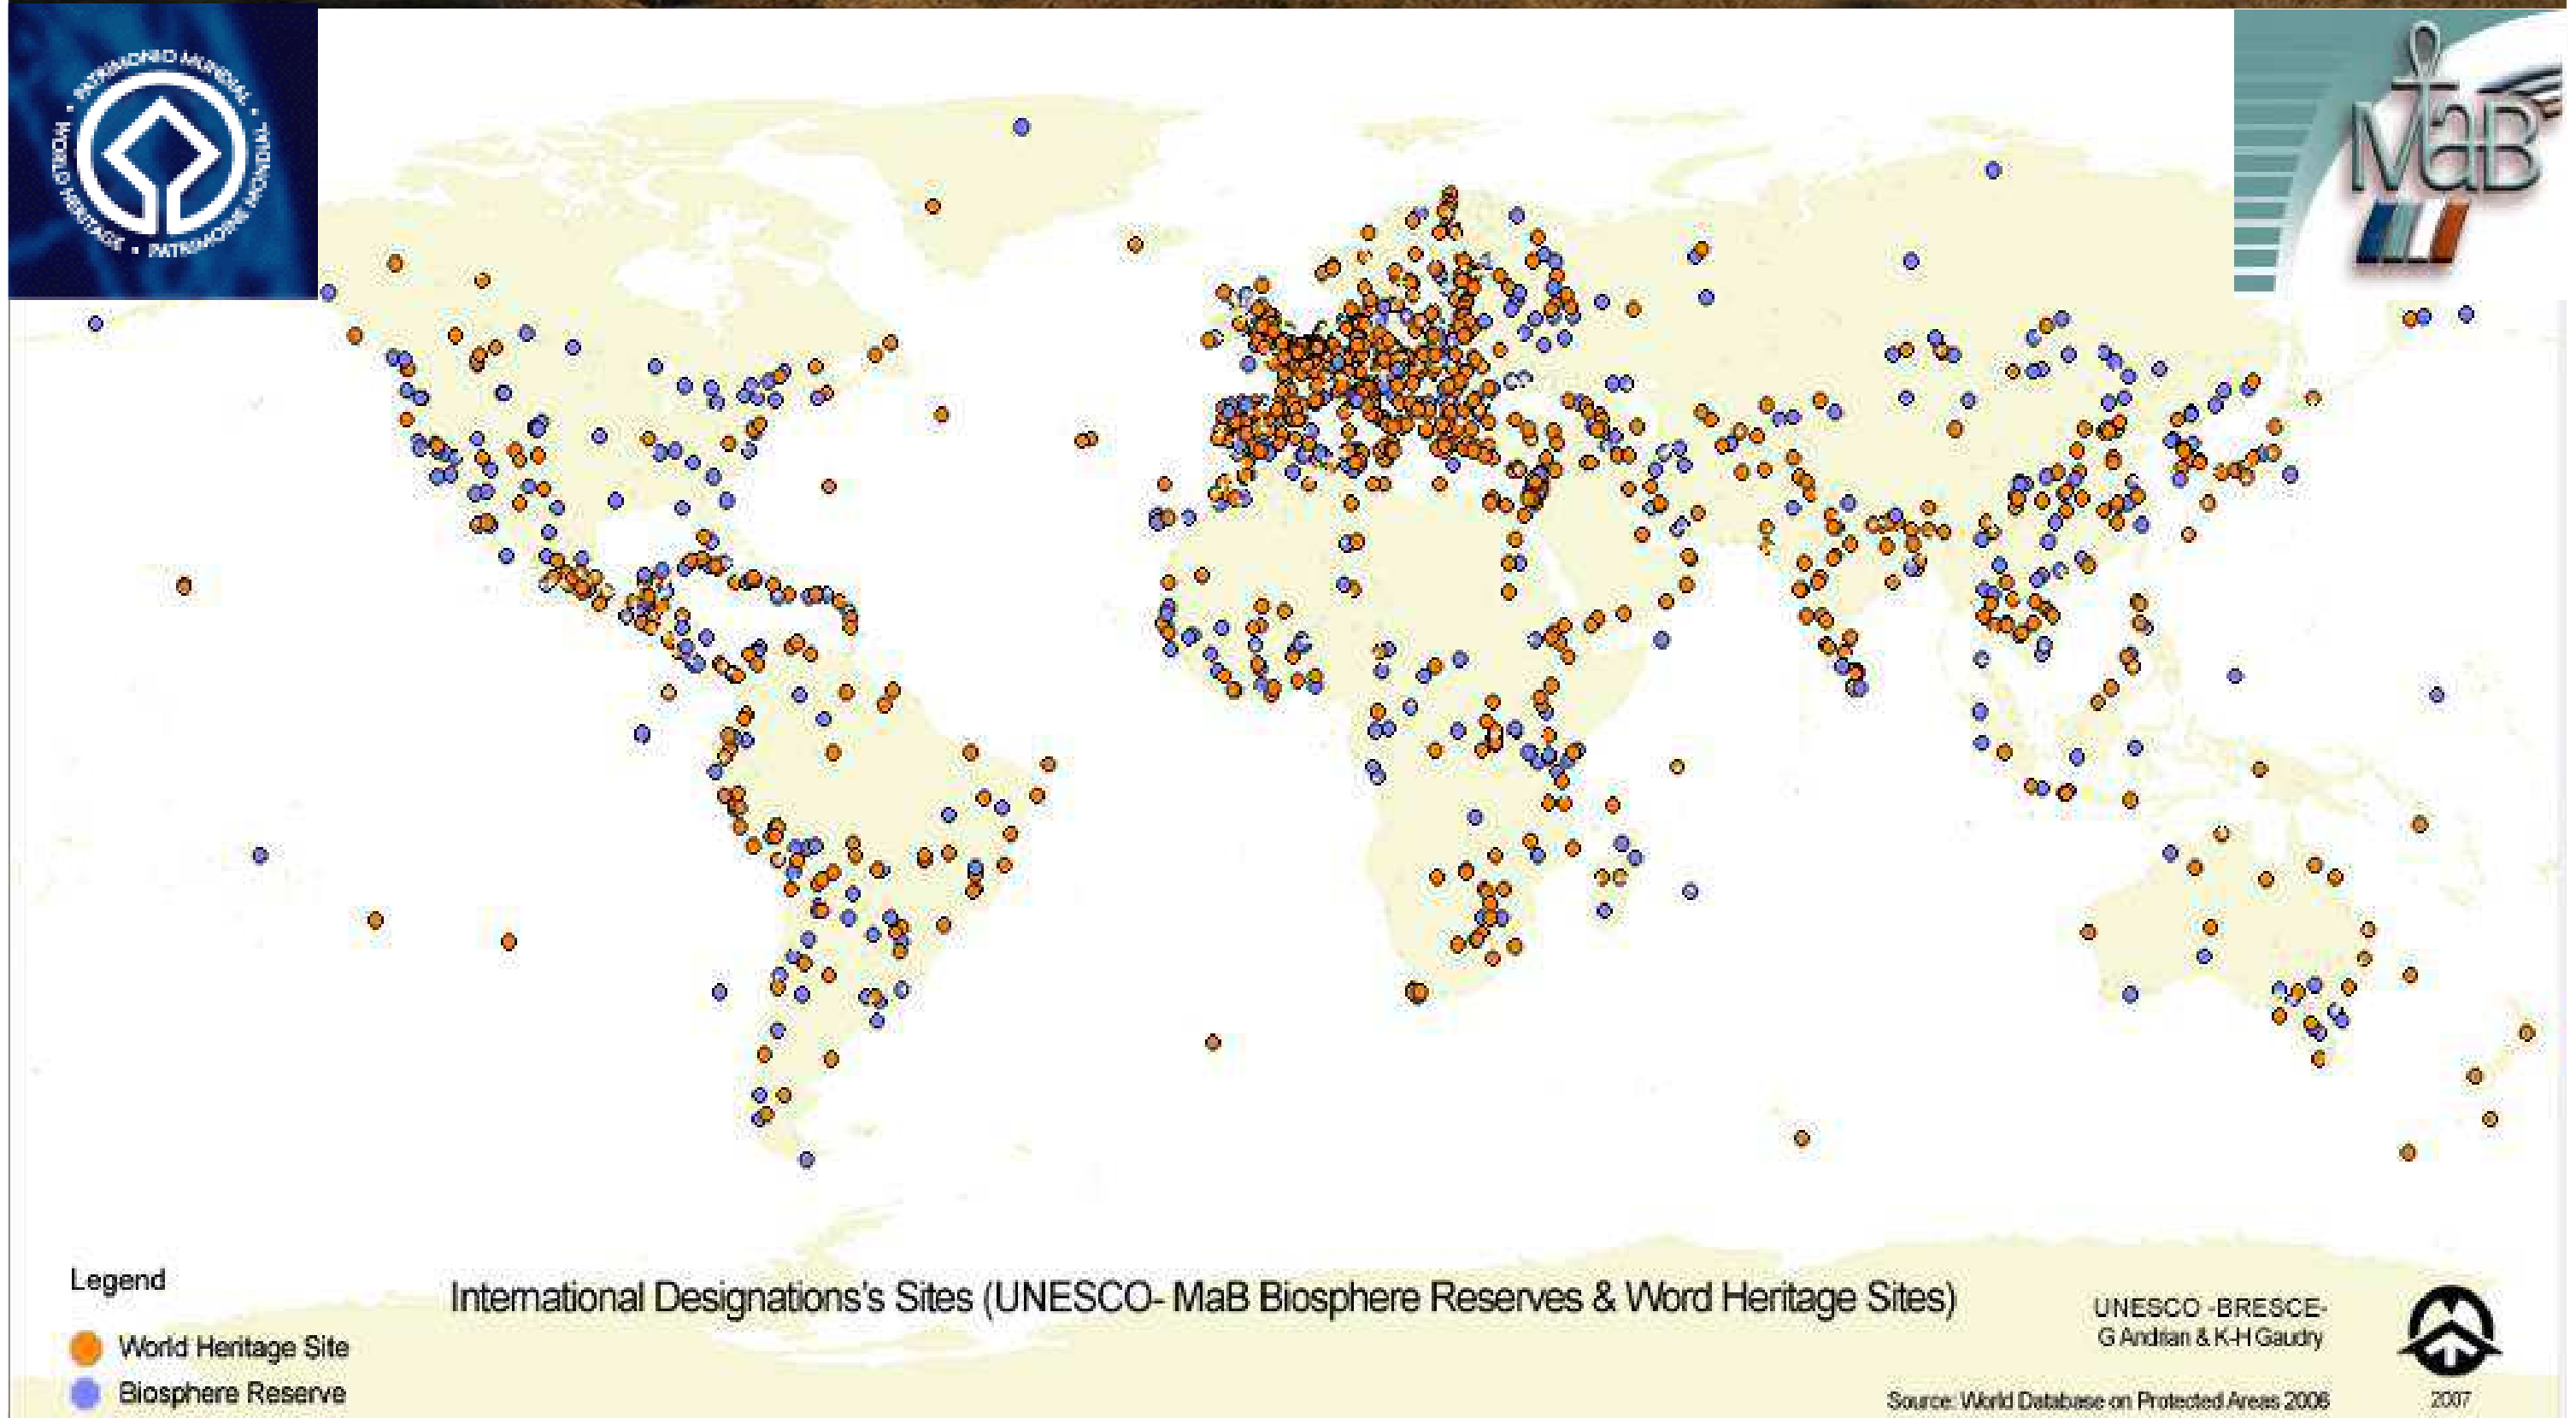 PATRIMONIO MUNDIAL • WORLD HERITAGE • PATRIMOINE MONDIAL •
MaB
Legend
World Heritage Site
Biosphere Reserve
International Designations's Sites (UNESCO- MaB Biosphere Reserves & Word Heritage Sites)
UNESCO -BRESCE-
G Andrian & K-H Gaudry
Source: World Database on Protected Areas 2006
2007